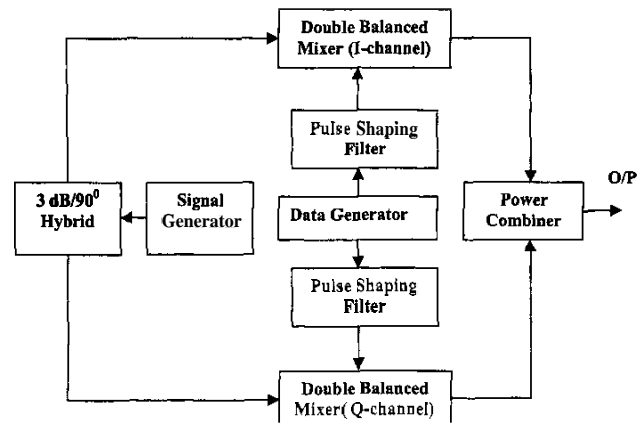 Double Balanced
Mixer (I-channel)
Pulse Shaping
Filter
O/P
3 dB/90⁰
Hybrid
Signal
Generator
Data Generator
Power
Combiner
Pulse Shaping
Filter
Double Balanced
Mixer( Q-channel)